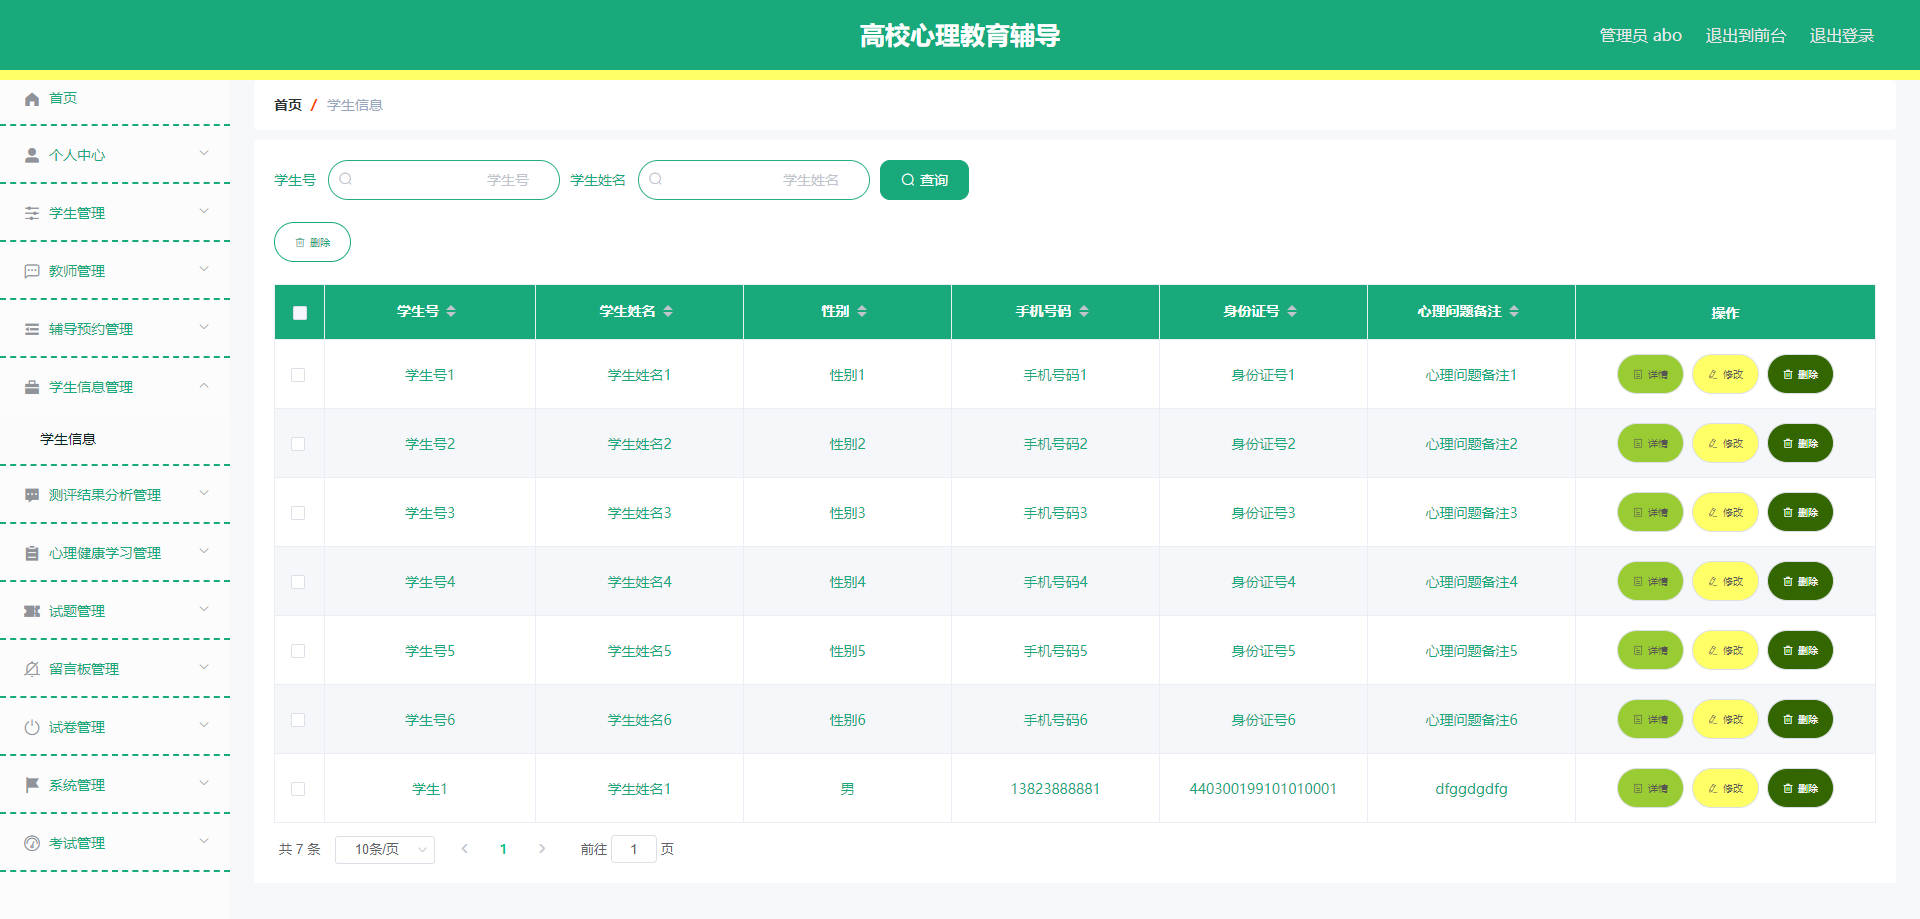 高校心理教育辅导
管理员 abo 退出到前台 退出登录
首页
个人中心
学生管理
教师管理
辅导预约管理
学生信息管理
学生信息
测评结果分析管理
心理健康学习管理
试题管理
留言板管理
试卷管理
系统管理
考试管理
首页 / 学生信息
学生号 学生号 学生姓名 学生姓名 查询
删除
学生号 学生姓名 性别 手机号码 身份证号 心理问题备注 操作
学生号1 学生姓名1 性别1 手机号码1 身份证号1 心理问题备注1 详情 修改 删除
学生号2 学生姓名2 性别2 手机号码2 身份证号2 心理问题备注2 详情 修改 删除
学生号3 学生姓名3 性别3 手机号码3 身份证号3 心理问题备注3 详情 修改 删除
学生号4 学生姓名4 性别4 手机号码4 身份证号4 心理问题备注4 详情 修改 删除
学生号5 学生姓名5 性别5 手机号码5 身份证号5 心理问题备注5 详情 修改 删除
学生号6 学生姓名6 性别6 手机号码6 身份证号6 心理问题备注6 详情 修改 删除
学生1 学生姓名1 男 13823888881 440300199101010001 dfggdgdfg 详情 修改 删除
共 7 条 10条/页 1 前往 1 页